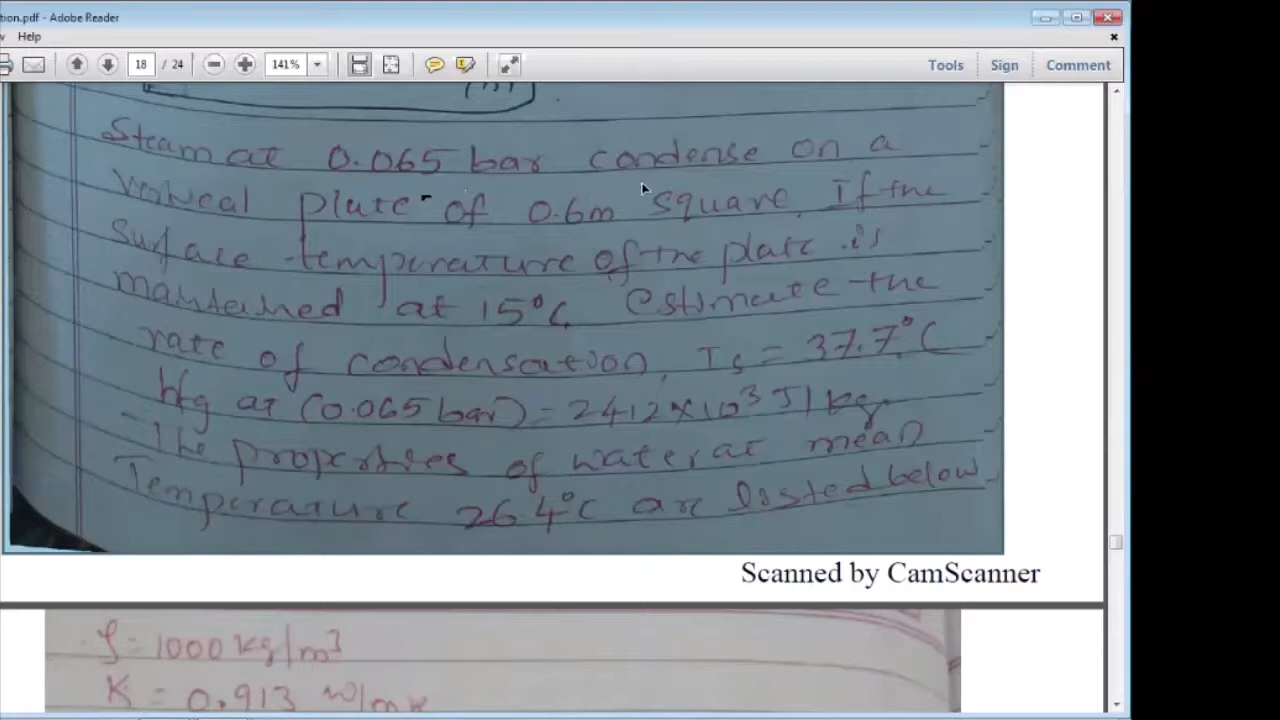 tion.pdf - Adobe Reader
Help
18 / 24 141% Tools Sign Comment
Steam at 0.065 bar condense on a
Vertical plate of 0.6m square. If the
Surface temperature of the plate is
maintained at 15°C. estimate the
rate of condensation, Ts = 37.7°C
hfg at (0.065 bar) = 2412×10³ J/kg.
The properties of water at mean
Temperature 26.4°C are listed below
Scanned by CamScanner
ρ = 1000 kg/m³
K = 0.913 W/mK